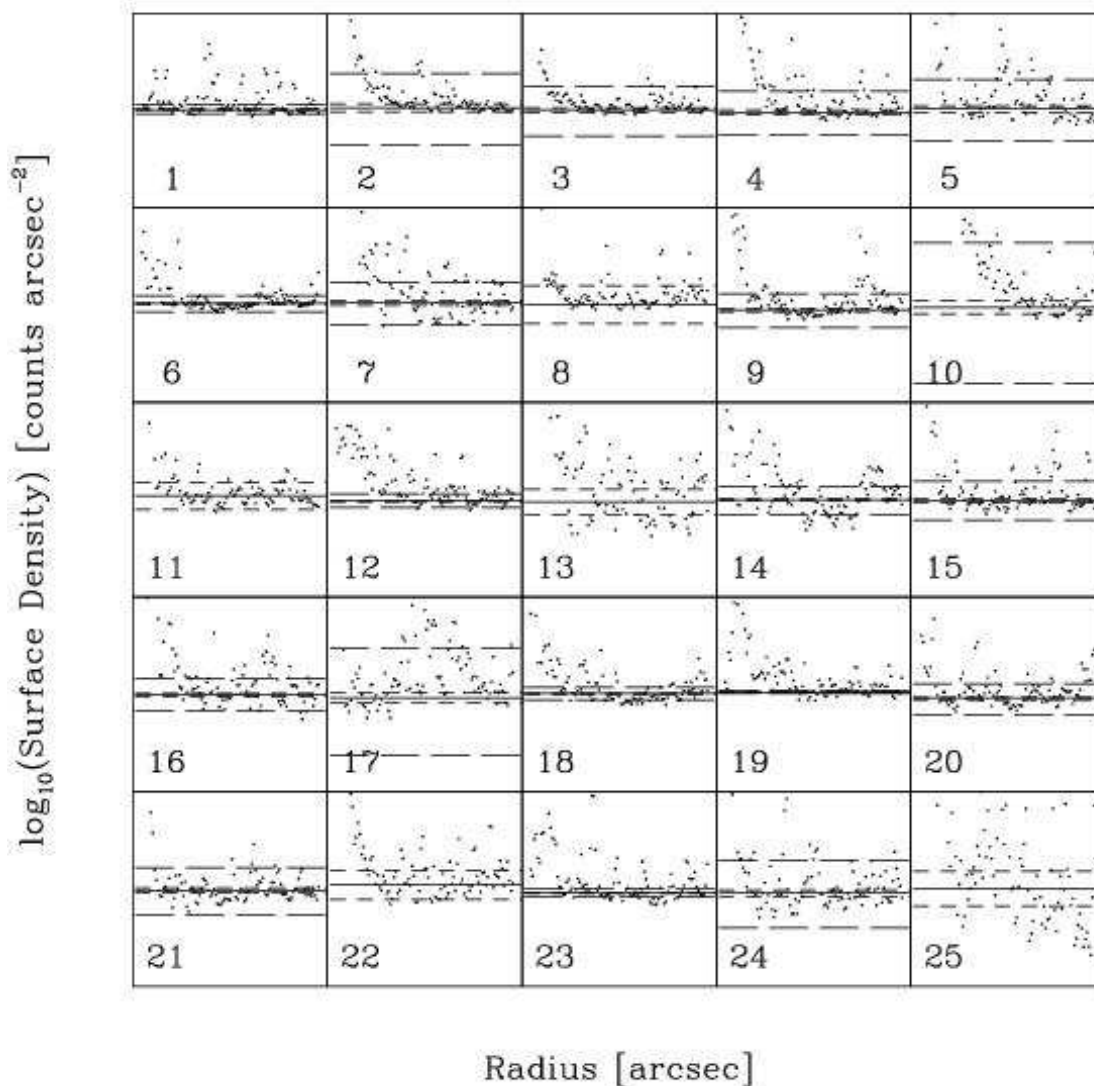 log₁₀(Surface Density) [counts arcsec⁻²]
1 2 3 4 5
6 7 8 9 10
11 12 13 14 15
16 17 18 19 20
21 22 23 24 25
Radius [arcsec]